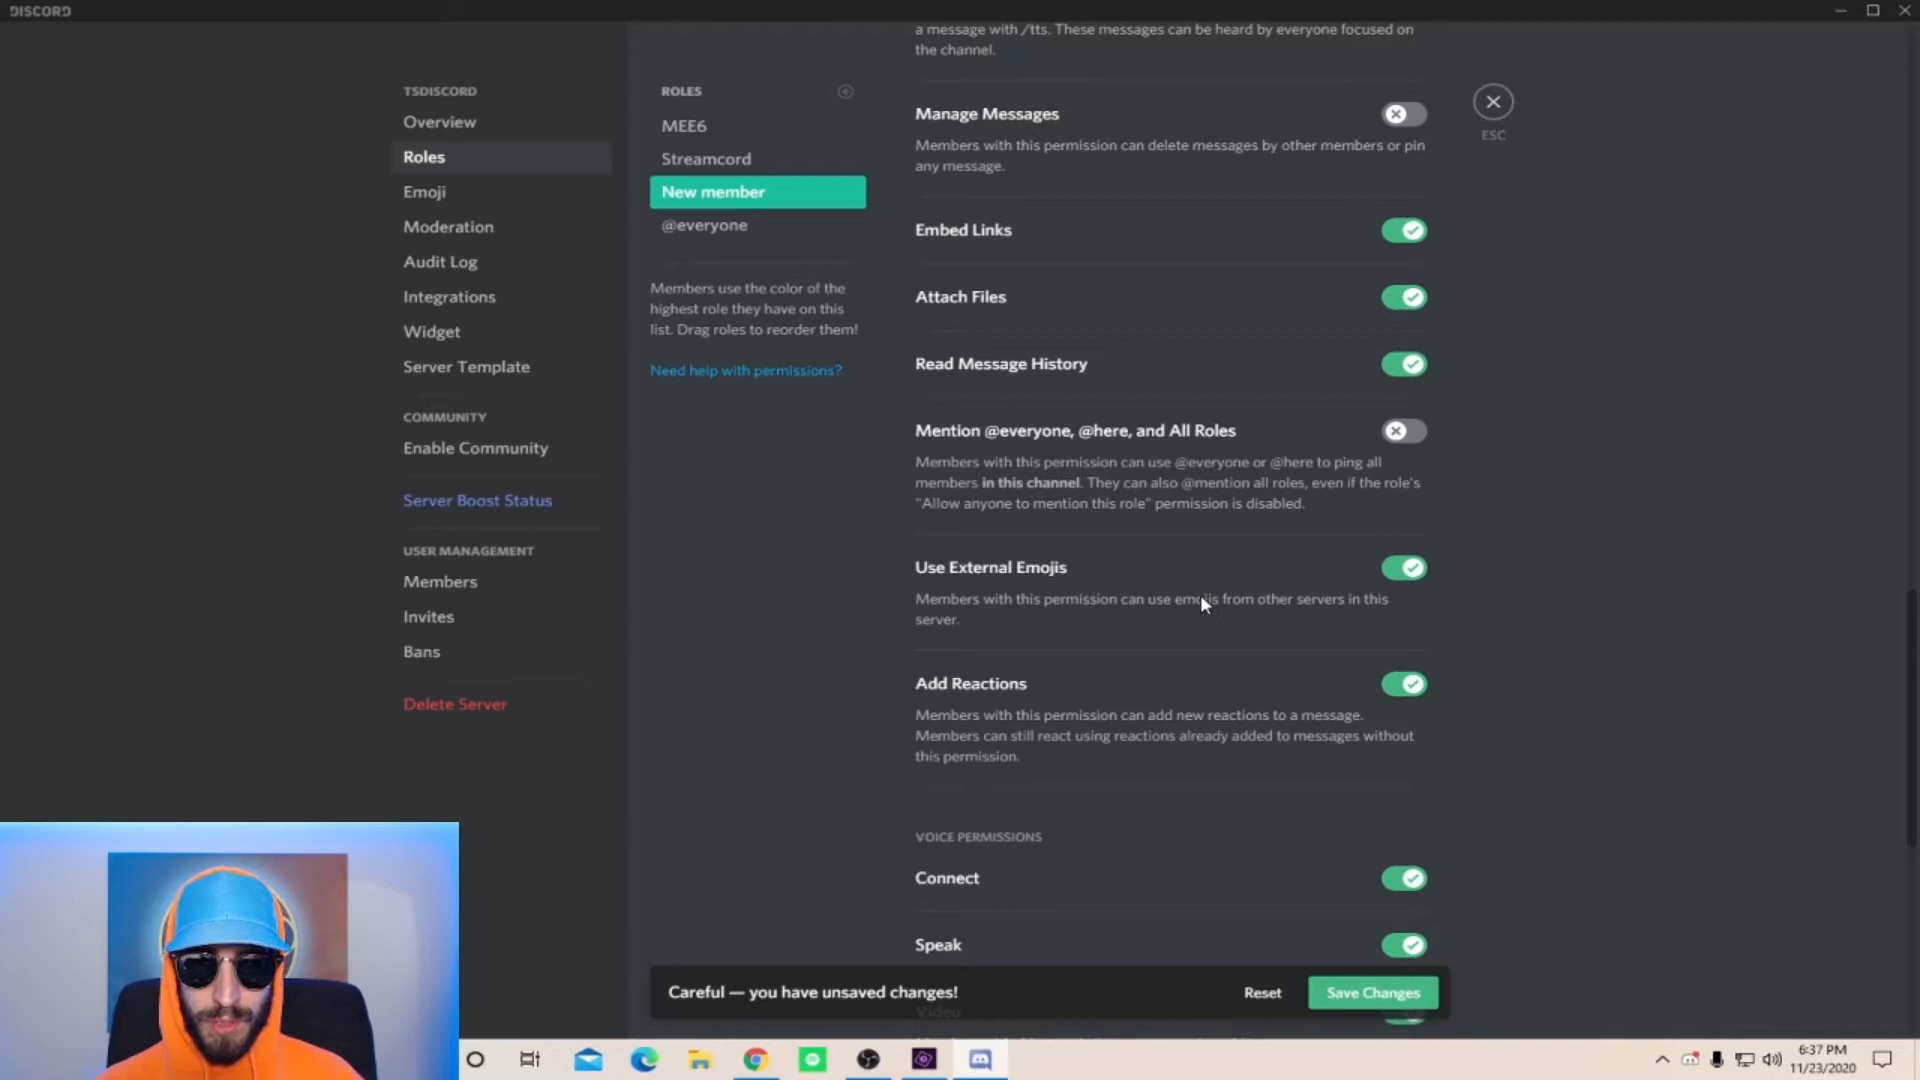 DISCORD
TSDISCORD
Overview
Roles
Emoji
Moderation
Audit Log
Integrations
Widget
Server Template
COMMUNITY
Enable Community
Server Boost Status
USER MANAGEMENT
Members
Invites
Bans
Delete Server
ROLES
MEE6
Streamcord
New member
@everyone
Members use the color of the
highest role they have on this
list. Drag roles to reorder them!
Need help with permissions?
a message with /tts. These messages can be heard by everyone focused on
the channel.
Manage Messages
Members with this permission can delete messages by other members or pin
any message.
Embed Links
Attach Files
Read Message History
Mention @everyone, @here, and All Roles
Members with this permission can use @everyone or @here to ping all
members in this channel. They can also @mention all roles, even if the role's
"Allow anyone to mention this role" permission is disabled.
Use External Emojis
Members with this permission can use emojis from other servers in this
server.
Add Reactions
Members with this permission can add new reactions to a message.
Members can still react using reactions already added to messages without
this permission.
VOICE PERMISSIONS
Connect
Speak
Video
ESC
Careful — you have unsaved changes!
Reset
Save Changes
6:37 PM
11/23/2020